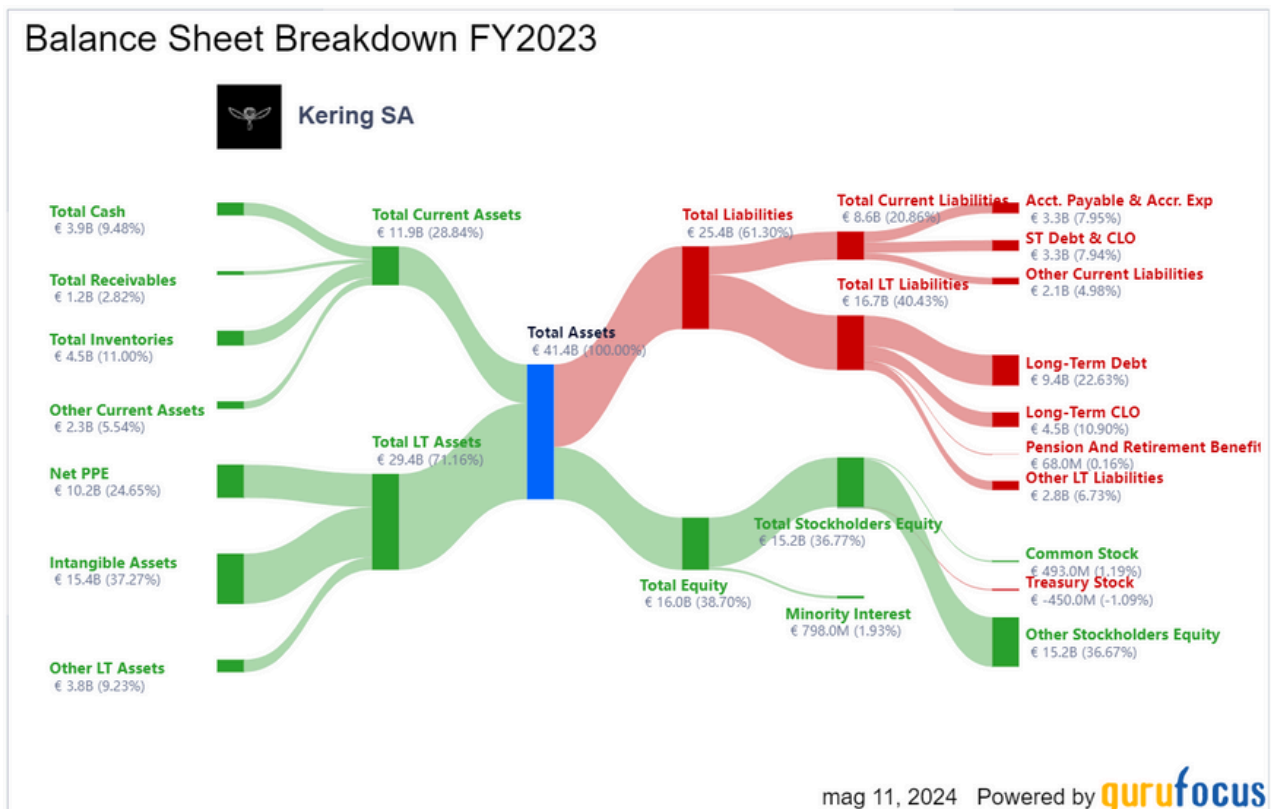 Balance Sheet Breakdown FY2023
Kering SA
Total Cash
€ 3.9B (9.48%)
Total Receivables
€ 1.2B (2.82%)
Total Inventories
€ 4.5B (11.00%)
Other Current Assets
€ 2.3B (5.54%)
Net PPE
€ 10.2B (24.65%)
Intangible Assets
€ 15.4B (37.27%)
Other LT Assets
€ 3.8B (9.23%)
Total Current Assets
€ 11.9B (28.84%)
Total LT Assets
€ 29.4B (71.16%)
Total Assets
€ 41.4B (100.00%)
Total Liabilities
€ 25.4B (61.30%)
Total Equity
€ 16.0B (38.70%)
Total Current Liabilities
€ 8.6B (20.86%)
Total LT Liabilities
€ 16.7B (40.43%)
Total Stockholders Equity
€ 15.2B (36.77%)
Minority Interest
€ 798.0M (1.93%)
Acct. Payable & Accr. Exp
€ 3.3B (7.95%)
ST Debt & CLO
€ 3.3B (7.94%)
Other Current Liabilities
€ 2.1B (4.98%)
Long-Term Debt
€ 9.4B (22.63%)
Long-Term CLO
€ 4.5B (10.90%)
Pension And Retirement Benefit
€ 68.0M (0.16%)
Other LT Liabilities
€ 2.8B (6.73%)
Common Stock
€ 493.0M (1.19%)
Treasury Stock
€ -450.0M (-1.09%)
Other Stockholders Equity
€ 15.2B (36.67%)
mag 11, 2024 Powered by gurufocus